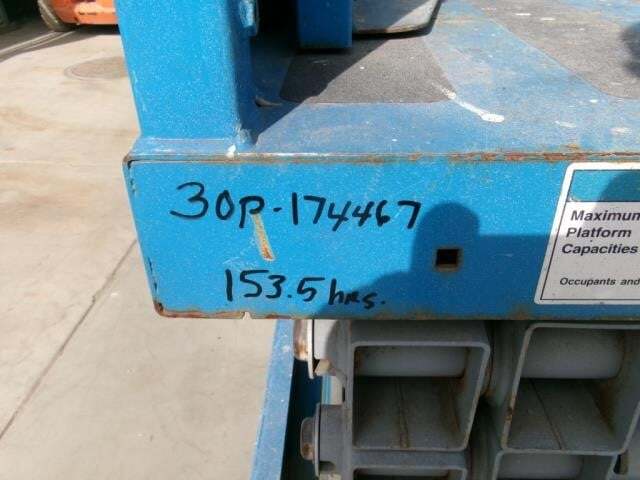 30P-174467
153.5 hrs.
Maximum
Platform
Capacities
Occupants and